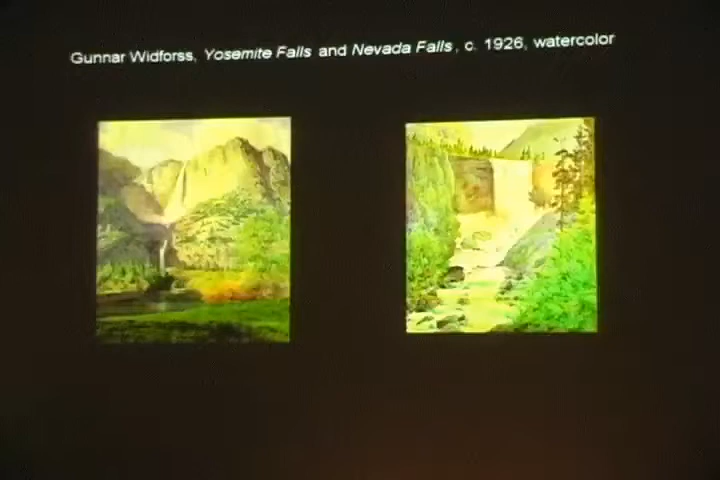 Gunnar Widforss, Yosemite Falls and Nevada Falls, c. 1926, watercolor